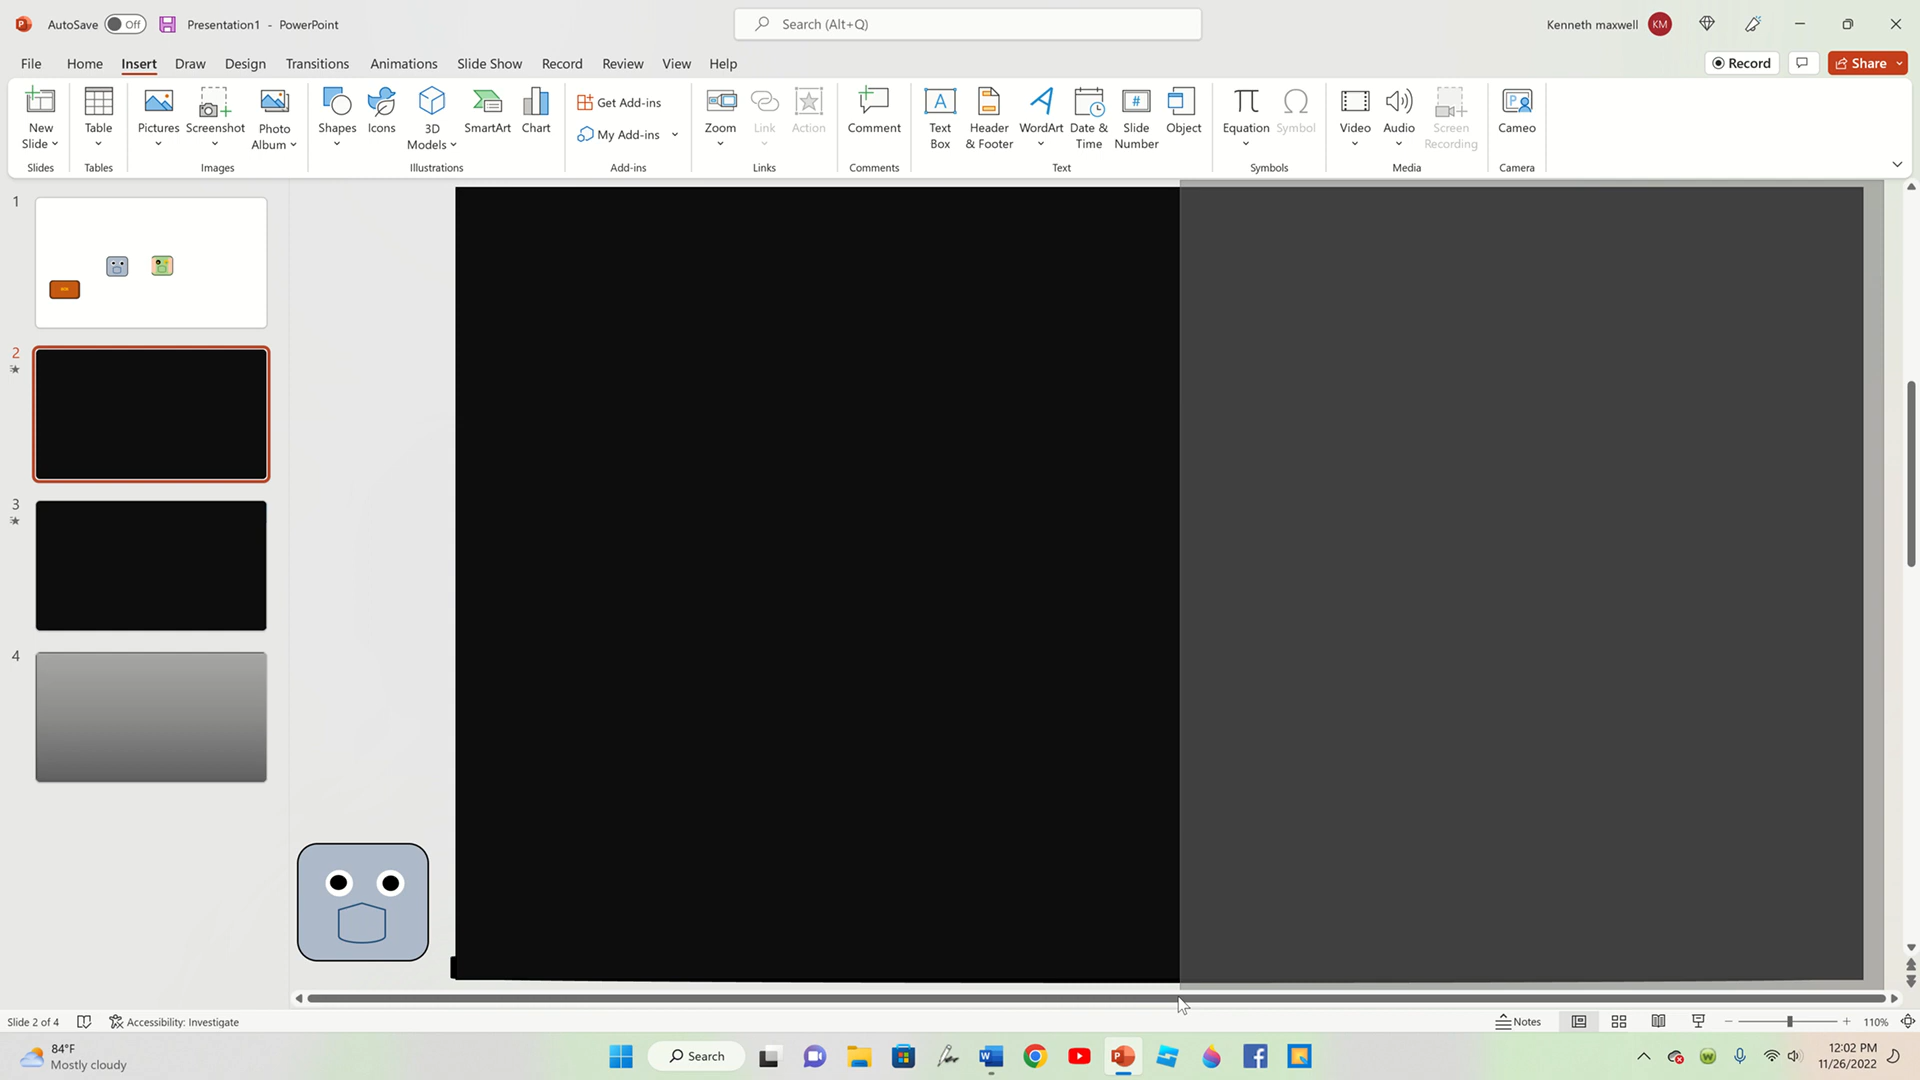 AutoSave Off Presentation1 - PowerPoint Search (Alt+Q) Kenneth maxwell KM
File Home Insert Draw Design Transitions Animations Slide Show Record Review View Help Record Share
New Slide Table Pictures Screenshot Photo Album Shapes Icons 3D Models SmartArt Chart Get Add-ins My Add-ins Zoom Link Action Comment Text Box Header & Footer WordArt Date & Time Slide Number Object Equation Symbol Video Audio Screen Recording Cameo
Slides Tables Images Illustrations Add-ins Links Comments Text Symbols Media Camera
1
2
3
4
Slide 2 of 4 Accessibility: Investigate Notes 110%
84°F
Mostly cloudy
Search
12:02 PM
11/26/2022